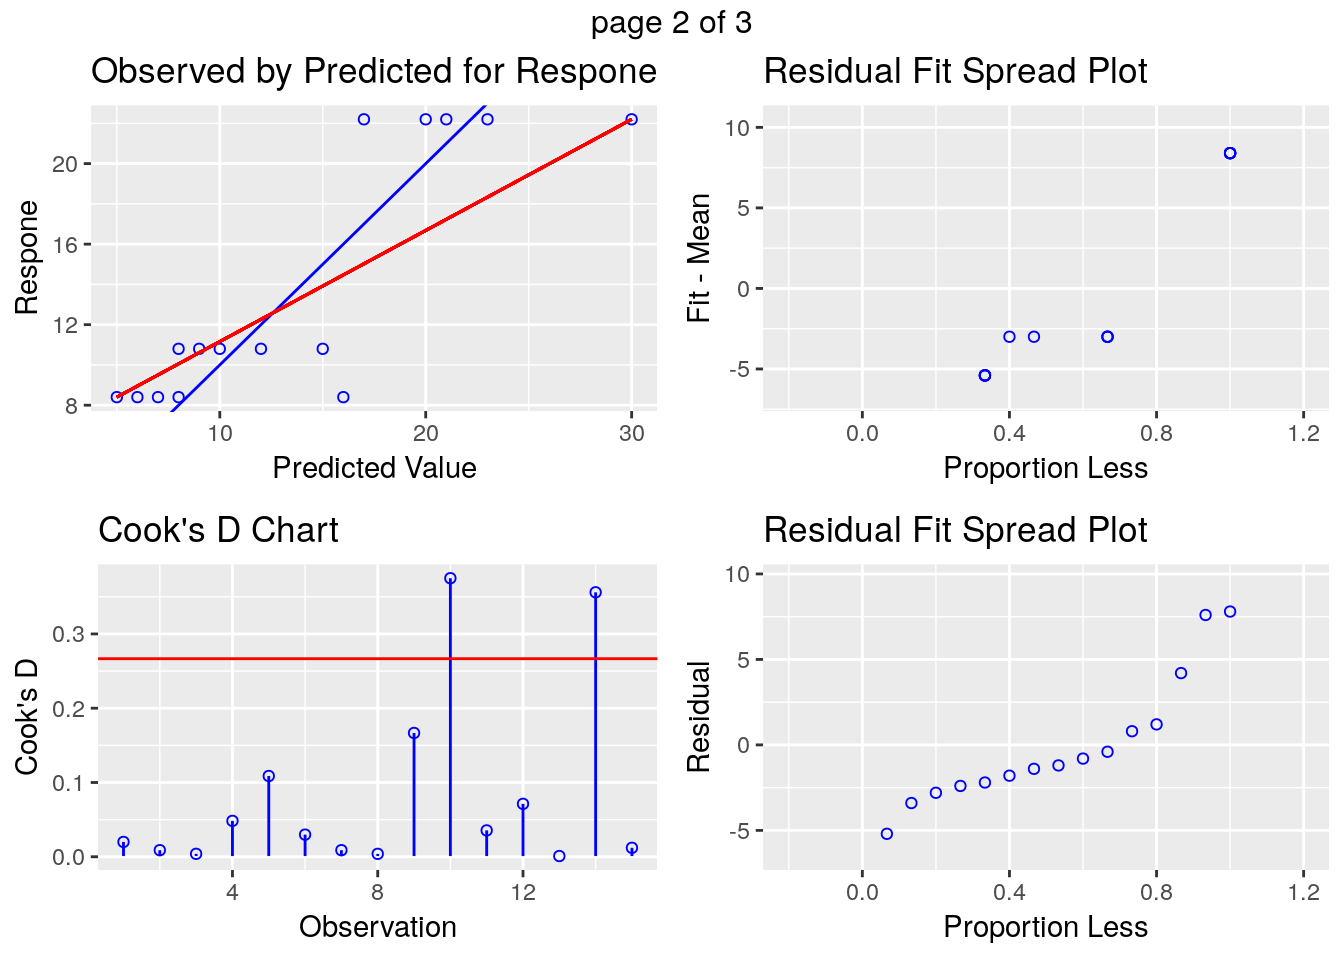 page 2 of 3
Observed by Predicted for Respone
Respone
20
16
12
8
10
20
30
Predicted Value
Residual Fit Spread Plot
Fit - Mean
10
5
0
-5
0.0
0.4
0.8
1.2
Proportion Less
Cook's D Chart
Cook's D
0.3
0.2
0.1
0.0
4
8
12
Observation
Residual Fit Spread Plot
Residual
10
5
0
-5
0.0
0.4
0.8
1.2
Proportion Less